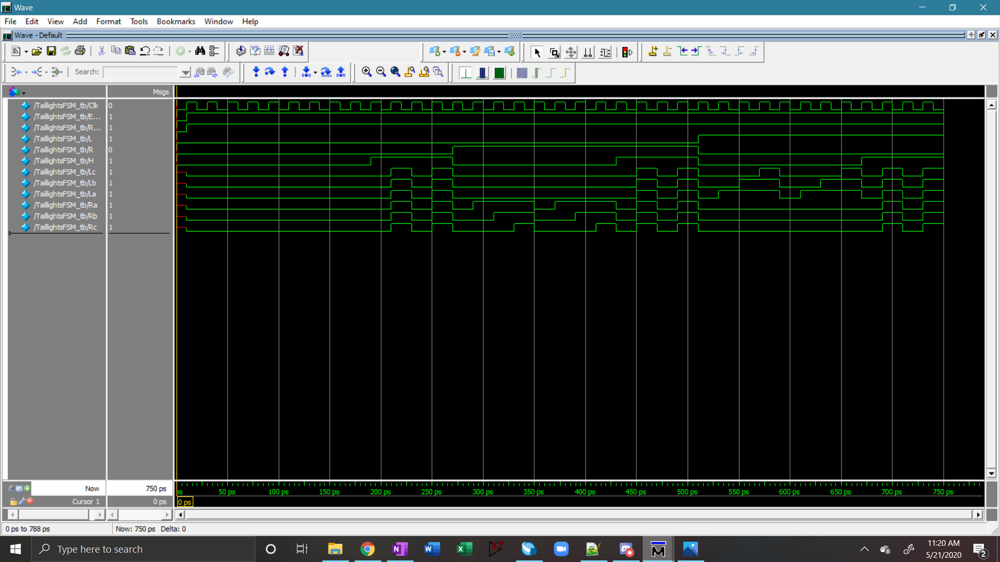 Wave
File Edit View Add Format Tools Bookmarks Window Help
Wave - Default
Search:
Msgs
/TaillightsFSM_tb/Clk 0
/TaillightsFSM_tb/E... 1
/TaillightsFSM_tb/R... 1
/TaillightsFSM_tb/L 1
/TaillightsFSM_tb/R 0
/TaillightsFSM_tb/H 1
/TaillightsFSM_tb/Lc 1
/TaillightsFSM_tb/Lb 1
/TaillightsFSM_tb/La 1
/TaillightsFSM_tb/Ra 1
/TaillightsFSM_tb/Rb 1
/TaillightsFSM_tb/Rc 1
Now 750 ps
ps 50 ps 100 ps 150 ps 200 ps 250 ps 300 ps 350 ps 400 ps 450 ps 500 ps 550 ps 600 ps 650 ps 700 ps 750 ps
Cursor 1 0 ps
0 ps
0 ps to 788 ps Now: 750 ps Delta: 0
Type here to search
11:20 AM
5/21/2020
2